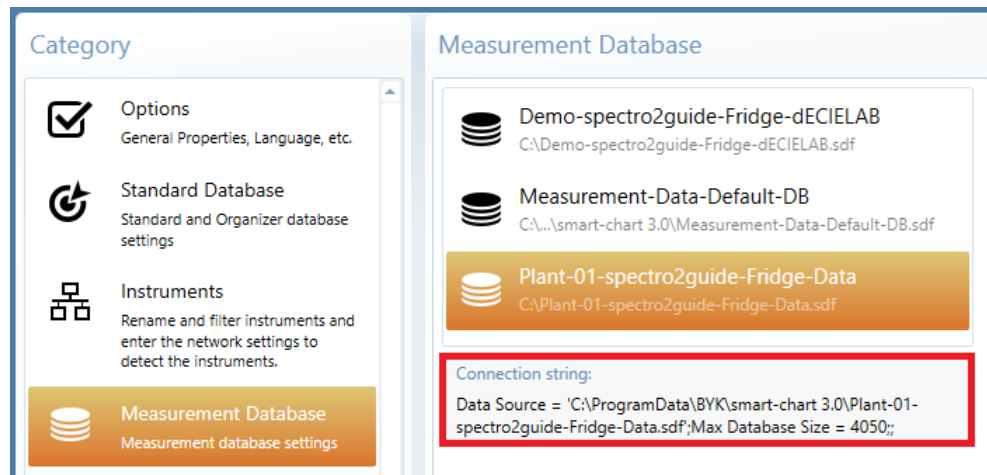 Category
Options
General Properties, Language, etc.
Standard Database
Standard and Organizer database
settings
Instruments
Rename and filter instruments and
enter the network settings to
detect the instruments.
Measurement Database
Measurement database settings
Measurement Database
Demo-spectro2guide-Fridge-dECIELAB
C:\Demo-spectro2guide-Fridge-dECIELAB.sdf
Measurement-Data-Default-DB
C:\...\smart-chart 3.0\Measurement-Data-Default-DB.sdf
Plant-01-spectro2guide-Fridge-Data
C:\Plant-01-spectro2guide-Fridge-Data.sdf
Connection string:
Data Source = 'C:\ProgramData\BYK\smart-chart 3.0\Plant-01-
spectro2guide-Fridge-Data.sdf';Max Database Size = 4050;;